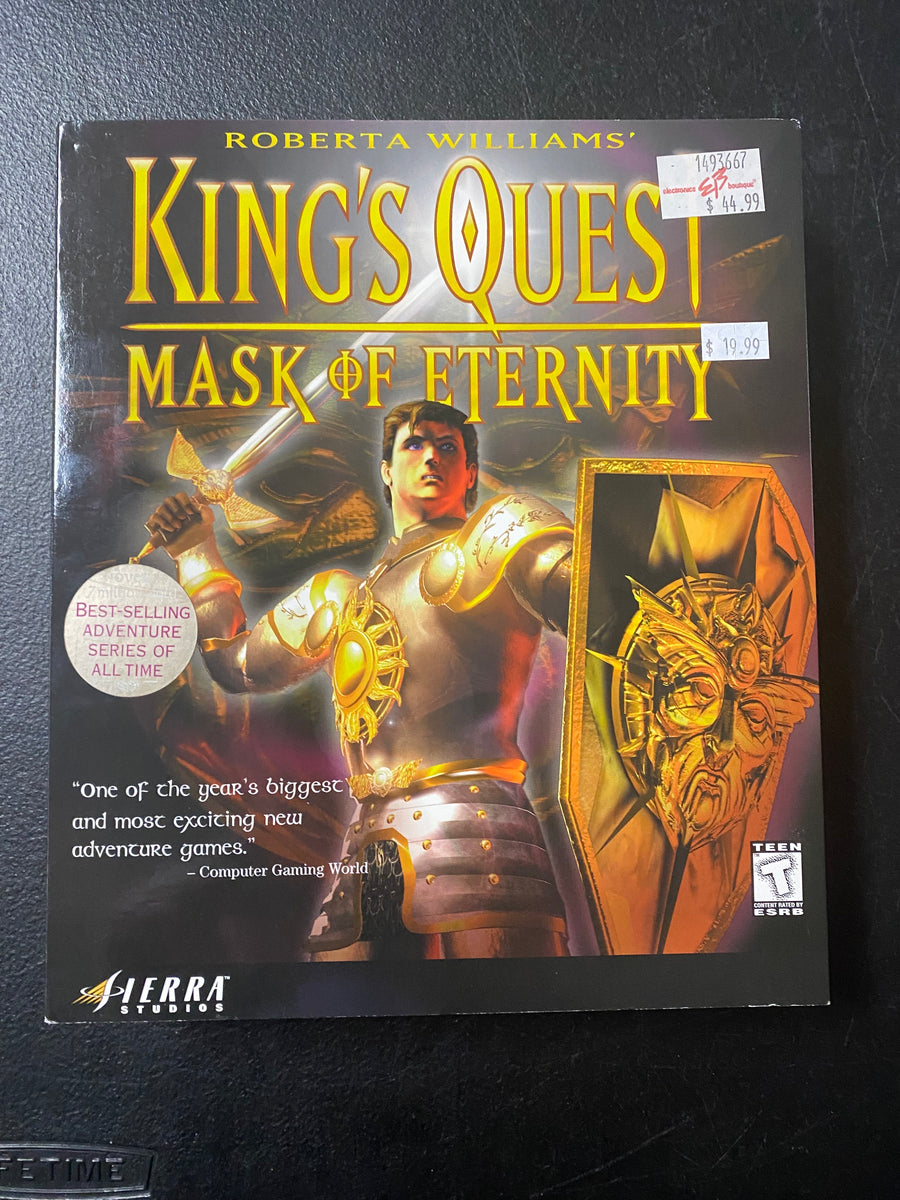 ROBERTA WILLIAMS'
KING'S QUEST
1493667
electronics EB boutique
$ 44.99
MASK OF ETERNITY
$ 19.99
BEST-SELLING
ADVENTURE
SERIES OF
ALL TIME
"One of the year's biggest
and most exciting new
adventure games."
– Computer Gaming World
TEEN
T
CONTENT RATED BY
ESRB
SIERRA™
STUDIOS
FETIME